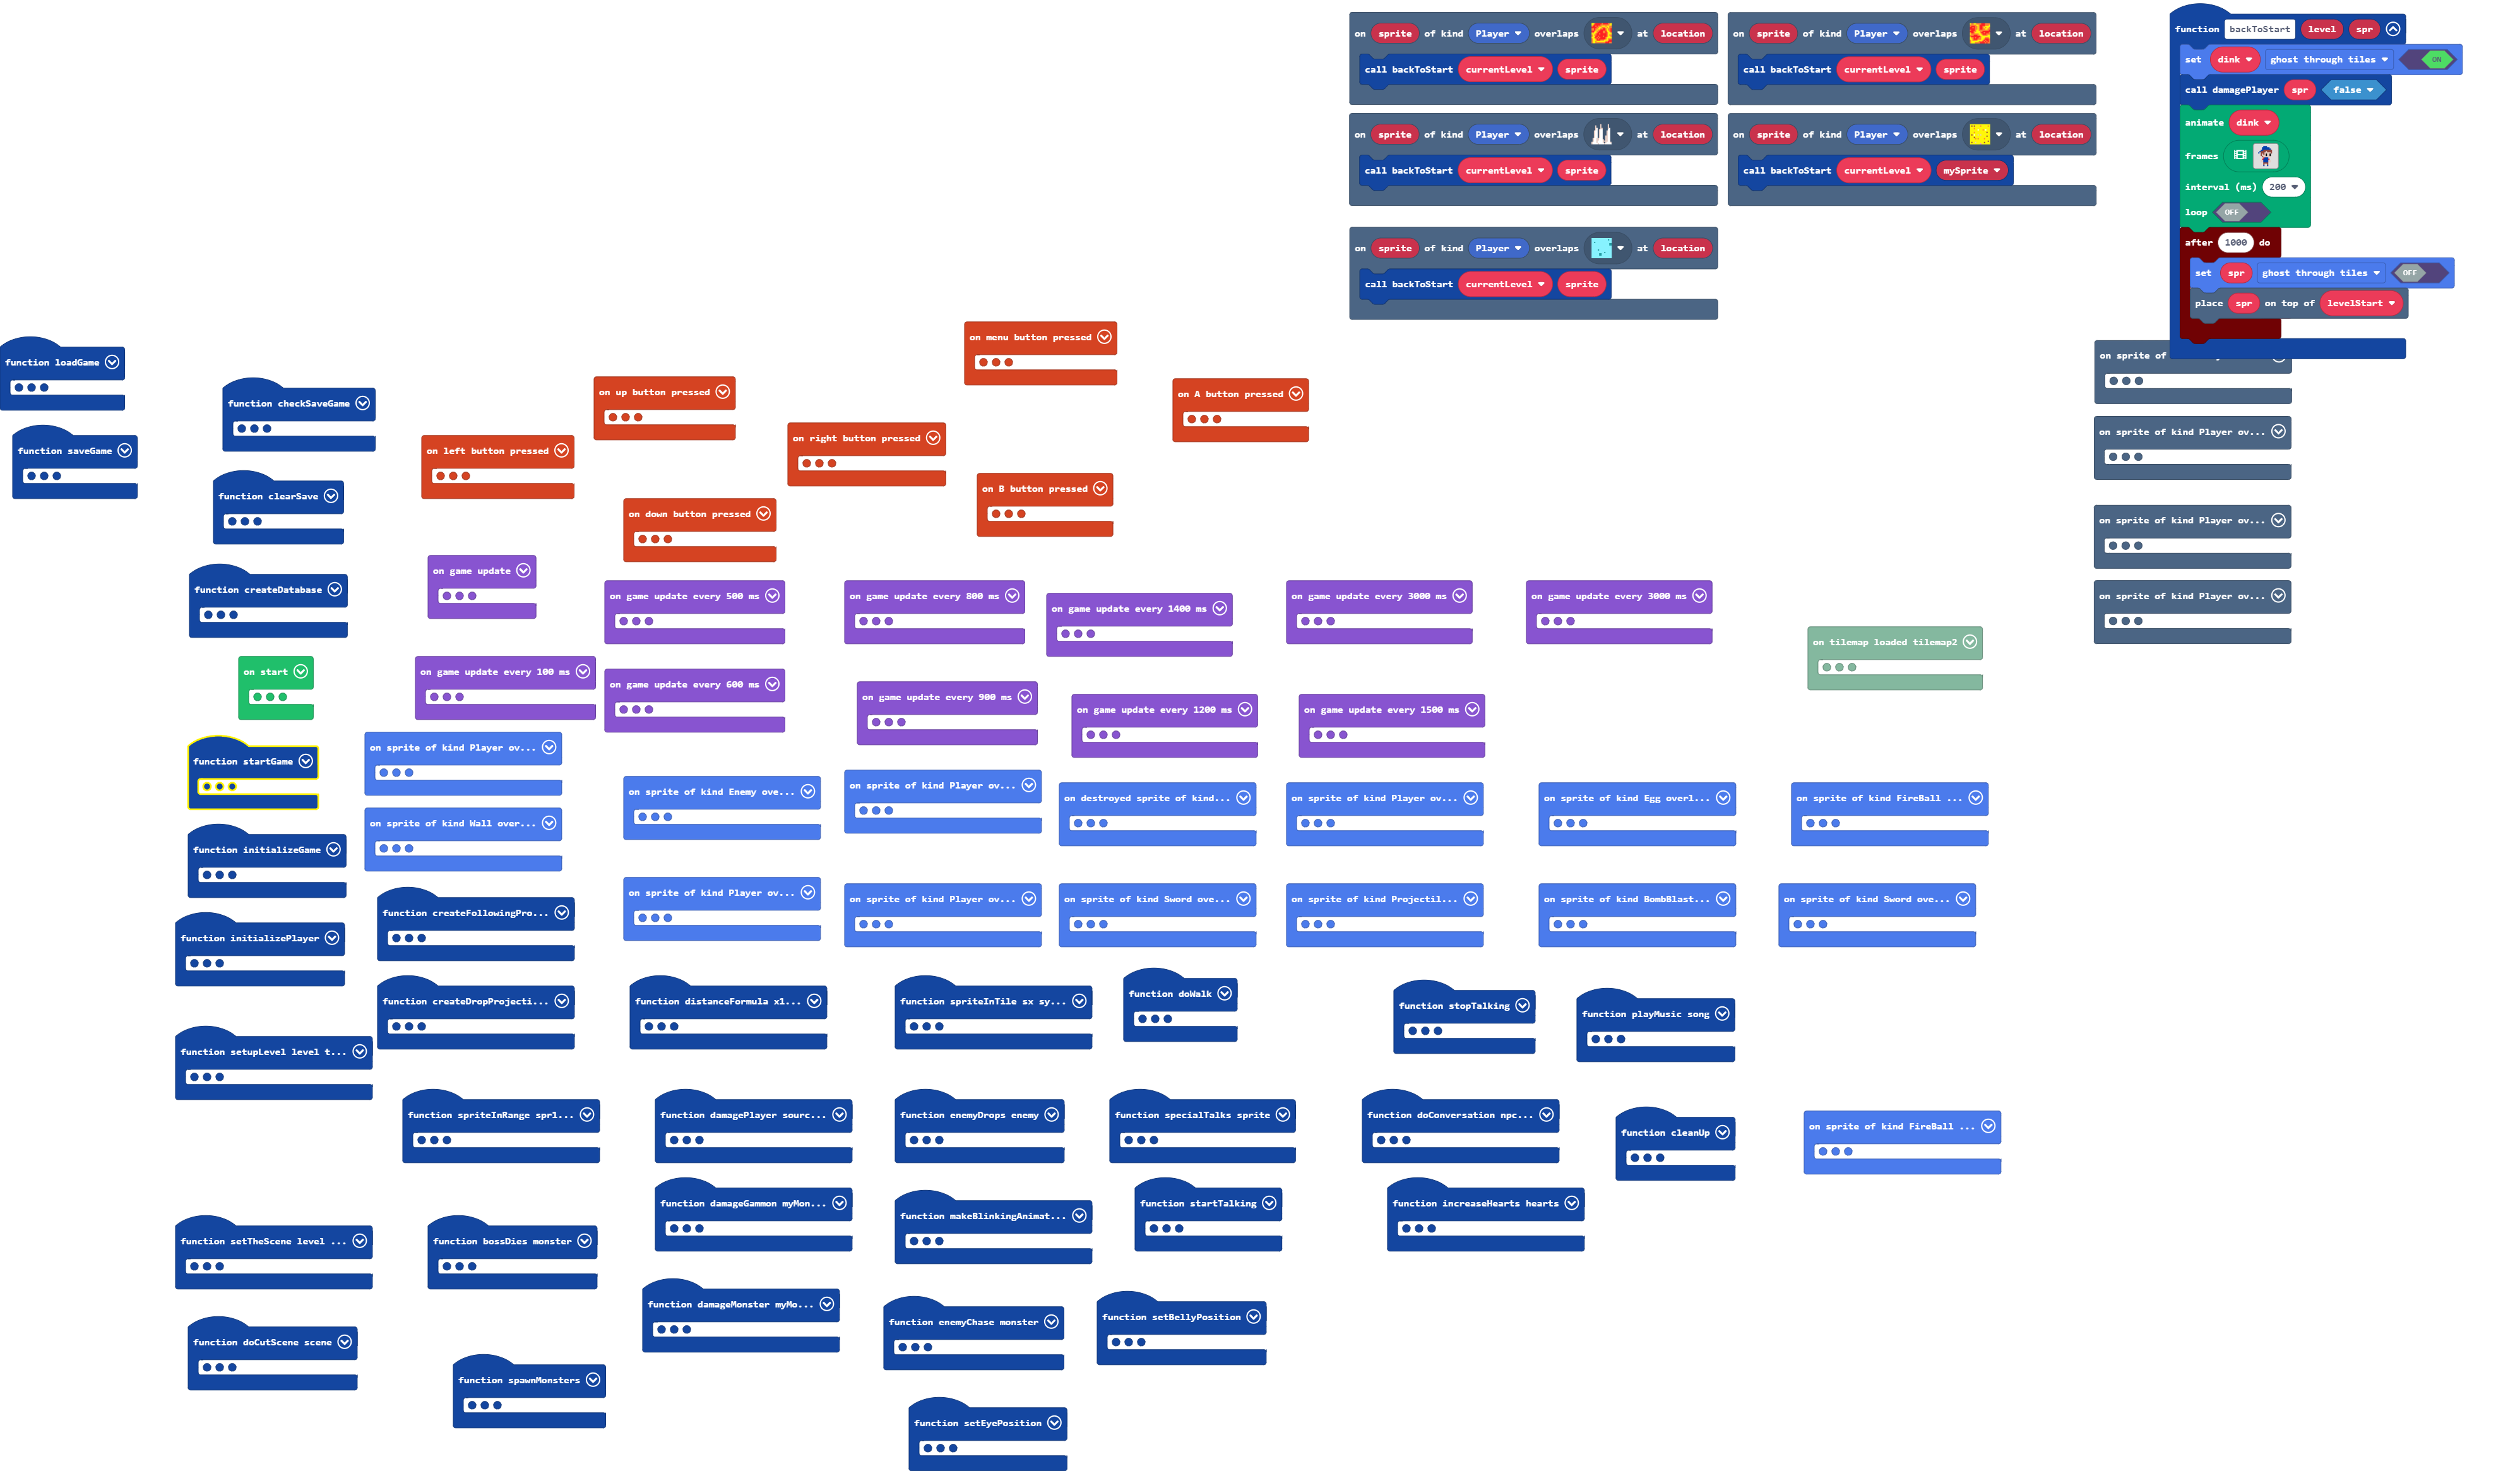 on sprite of kind Player overlaps at location
call backToStart currentLevel sprite
on sprite of kind Player overlaps at location
call backToStart currentLevel sprite
on sprite of kind Player overlaps at location
call backToStart currentLevel sprite
on sprite of kind Player overlaps at location
call backToStart currentLevel mySprite
on sprite of kind Player overlaps at location
call backToStart currentLevel sprite
function backToStart level spr
set dink ghost through tiles ON
call damagePlayer spr false
animate dink
frames
interval (ms) 200
loop OFF
after 1000 do
set spr ghost through tiles OFF
place spr on top of levelStart
on sprite of
on sprite of kind Player ov...
on sprite of kind Player ov...
on sprite of kind Player ov...
function loadGame
function saveGame
function checkSaveGame
function clearSave
function createDatabase
on up button pressed
on left button pressed
on right button pressed
on down button pressed
on menu button pressed
on A button pressed
on B button pressed
on game update
on game update every 500 ms
on game update every 800 ms
on game update every 1400 ms
on game update every 3000 ms
on game update every 3000 ms
on tilemap loaded tilemap2
on start
on game update every 100 ms
on game update every 600 ms
on game update every 900 ms
on game update every 1200 ms
on game update every 1500 ms
function startGame
on sprite of kind Player ov...
on sprite of kind Wall over...
on sprite of kind Enemy ove...
on sprite of kind Player ov...
on destroyed sprite of kind...
on sprite of kind Player ov...
on sprite of kind Egg overl...
on sprite of kind FireBall ...
function initializeGame
function createFollowingPro...
on sprite of kind Player ov...
on sprite of kind Player ov...
on sprite of kind Sword ove...
on sprite of kind Projectil...
on sprite of kind BombBlast...
on sprite of kind Sword ove...
function initializePlayer
function createDropProjecti...
function distanceFormula x1...
function spriteInTile sx sy...
function doWalk
function stopTalking
function playMusic song
function setupLevel level t...
function spriteInRange spr1...
function damagePlayer sourc...
function enemyDrops enemy
function specialTalks sprite
function doConversation npc...
function cleanUp
on sprite of kind FireBall ...
function damageGammon myMon...
function makeBlinkingAnimat...
function startTalking
function increaseHearts hearts
function setTheScene level ...
function bossDies monster
function damageMonster myMo...
function enemyChase monster
function setBellyPosition
function doCutScene scene
function spawnMonsters
function setEyePosition